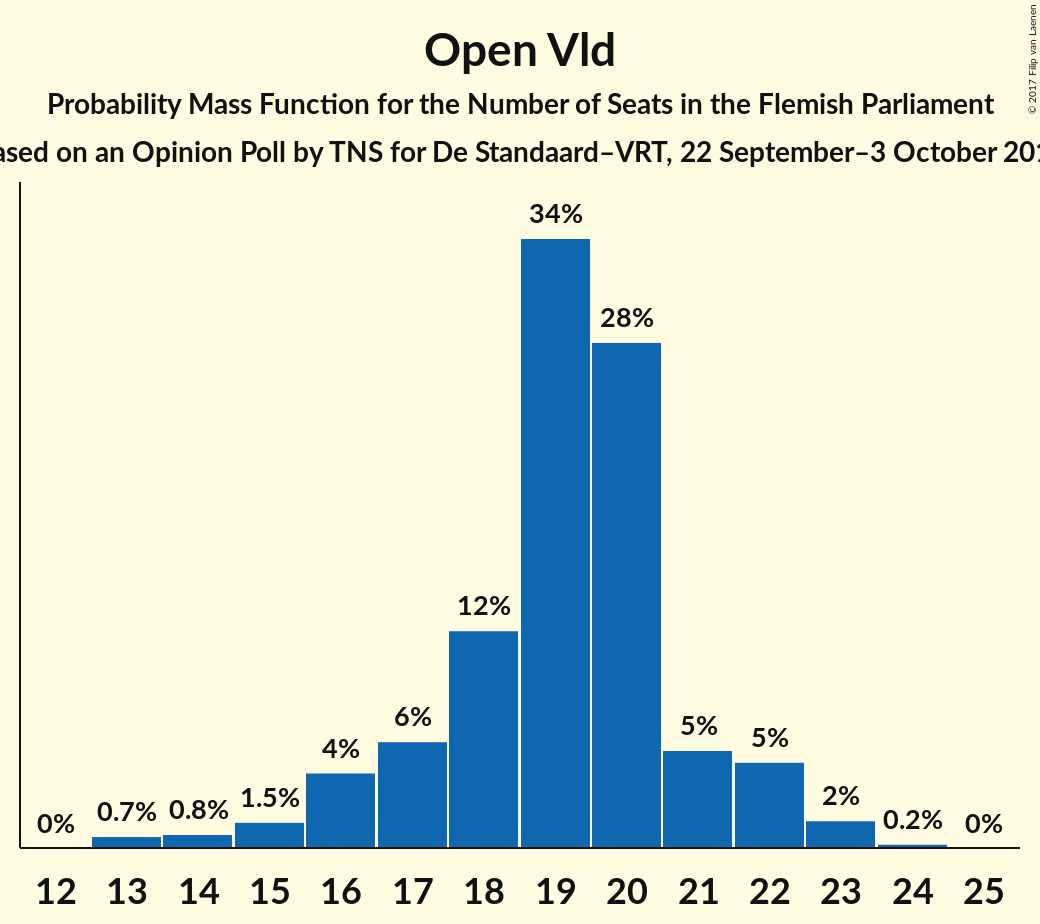 Open Vld
Probability Mass Function for the Number of Seats in the Flemish Parliament
ased on an Opinion Poll by TNS for De Standaard–VRT, 22 September–3 October 201
© 2017 Filip van Laenen
34%
28%
12%
6%
5%
5%
4%
2%
1.5%
0.8%
0.7%
0.2%
0%
0%
12 13 14 15 16 17 18 19 20 21 22 23 24 25